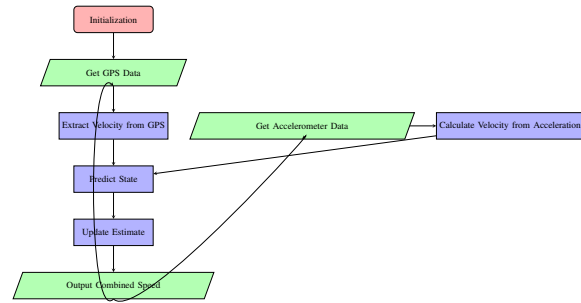 Initialization
Get GPS Data
Extract Velocity from GPS
Get Accelerometer Data
Calculate Velocity from Acceleration
Predict State
Update Estimate
Output Combined Speed